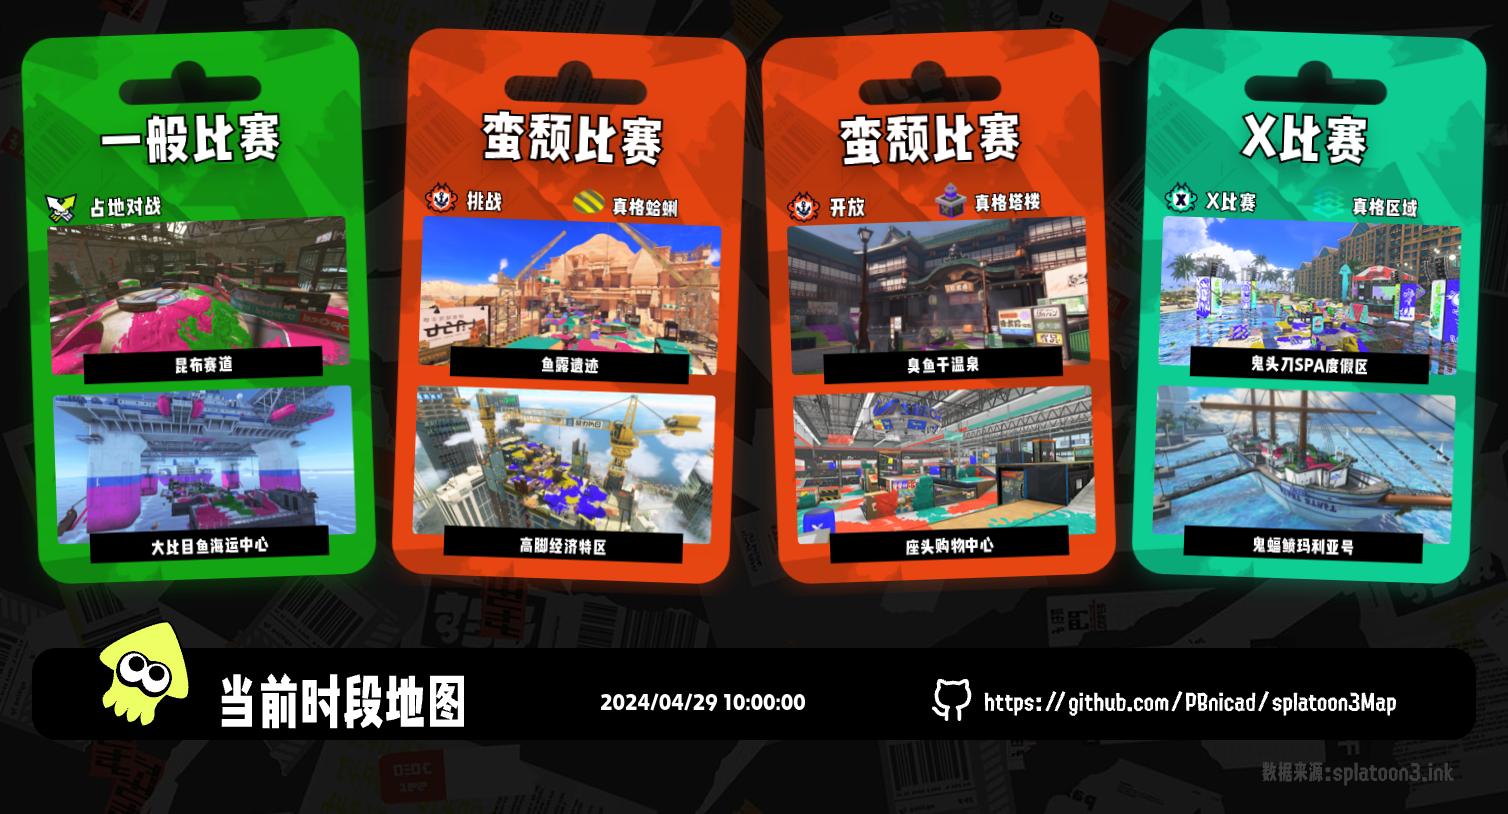 一般比赛
占地对战
昆布赛道
大比目鱼海运中心
蛮颓比赛
挑战
真格蛤蜊
鱼露遗迹
高脚经济特区
蛮颓比赛
开放
真格塔楼
臭鱼干温泉
座头购物中心
X比赛
X比赛
真格区域
鬼头刀SPA度假区
鬼蝠鲼玛利亚号
当前时段地图
2024/04/29 10:00:00
https://github.com/PBnicad/splatoon3Map
数据来源:splatoon3.ink